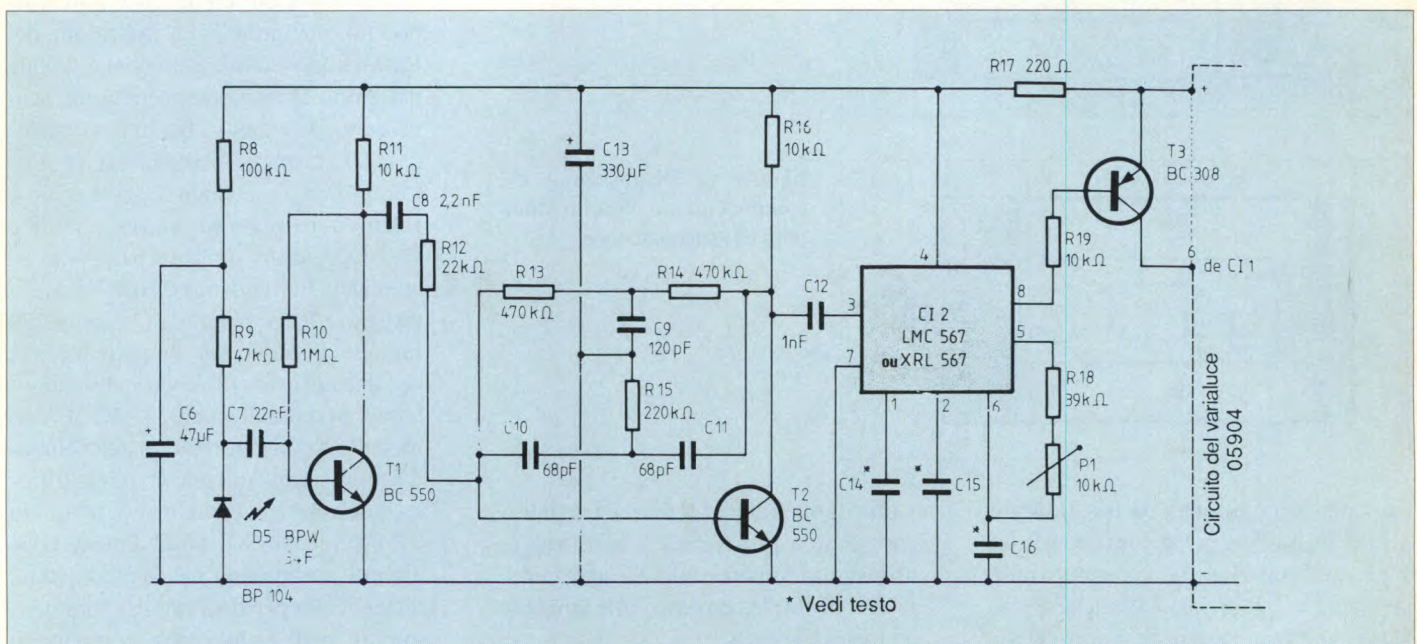 R17 220 Ω
+
R8
100kΩ
R11
10kΩ
C13
330µF
+
R16
10kΩ
T3
BC 308
C8 2,2nF
R12
22kΩ
R13
470kΩ
R14 470kΩ
C12
1nF
R19
10kΩ
6
de CI 1
4
3
7
8
5
CI 2
LMC 567
ou XRL 567
1
2
6
C9
120pF
R15
220kΩ
R9
47kΩ
R10
1MΩ
C6
47µF
+
C7 22nF
T1
BC 550
C10
68pF
C11
68pF
T2
BC
550
C14*
C15*
R18
39kΩ
P1
10kΩ
C16*
D5 BPW
BP 104
* Vedi testo
Circuito del varialuce
05904